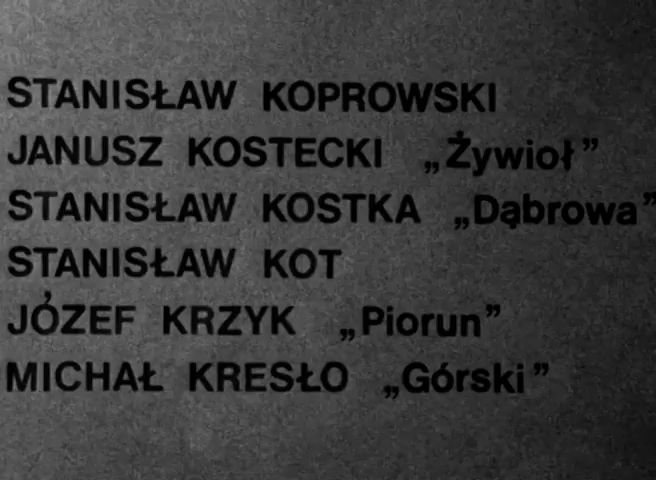 STANISŁAW KOPROWSKI
JANUSZ KOSTECKI „Żywioł”
STANISŁAW KOSTKA „Dąbrowa”
STANISŁAW KOT
JÓZEF KRZYK „Piorun”
MICHAŁ KRESŁO „Górski”